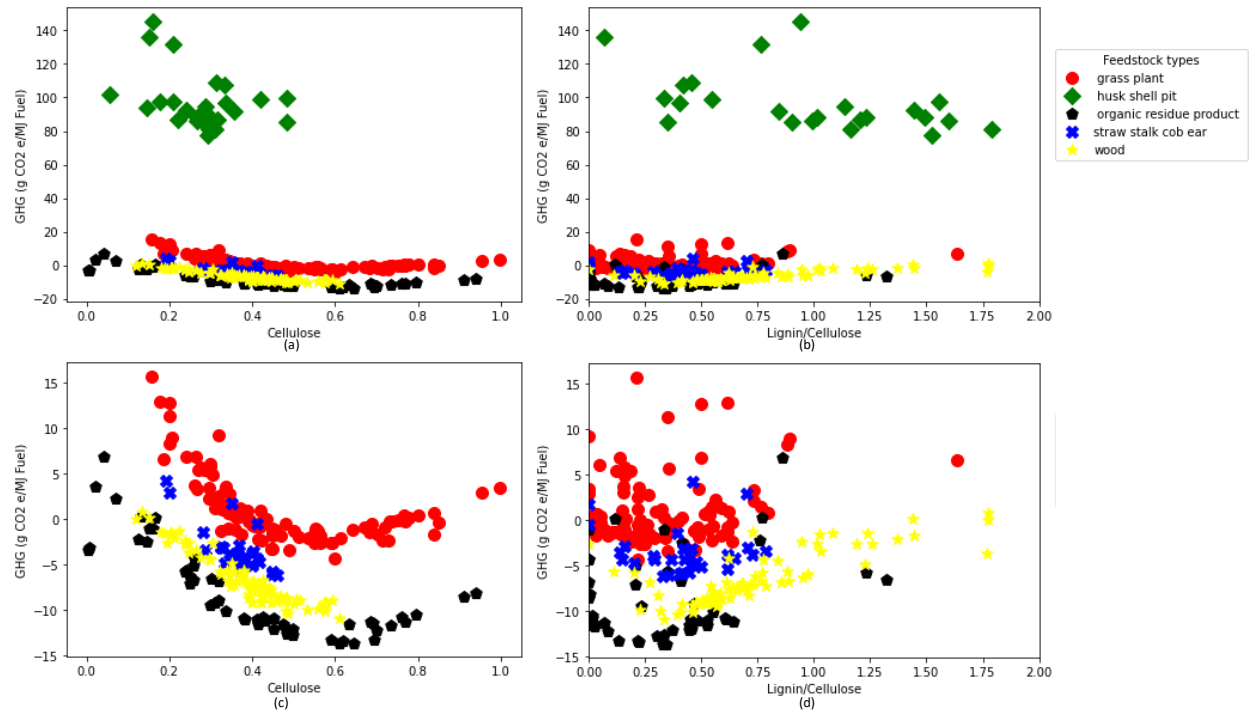 140
120
100
80
60
40
20
0
−20
GHG (g CO2 e/MJ Fuel)
0.0 0.2 0.4 0.6 0.8 1.0
Cellulose
(a)
140
120
100
80
60
40
20
0
−20
GHG (g CO2 e/MJ Fuel)
0.00 0.25 0.50 0.75 1.00 1.25 1.50 1.75 2.00
Lignin/Cellulose
(b)
Feedstock types
grass plant
husk shell pit
organic residue product
straw stalk cob ear
wood
15
10
5
0
−5
−10
−15
GHG (g CO2 e/MJ Fuel)
0.0 0.2 0.4 0.6 0.8 1.0
Cellulose
(c)
15
10
5
0
−5
−10
−15
GHG (g CO2 e/MJ Fuel)
0.00 0.25 0.50 0.75 1.00 1.25 1.50 1.75 2.00
Lignin/Cellulose
(d)